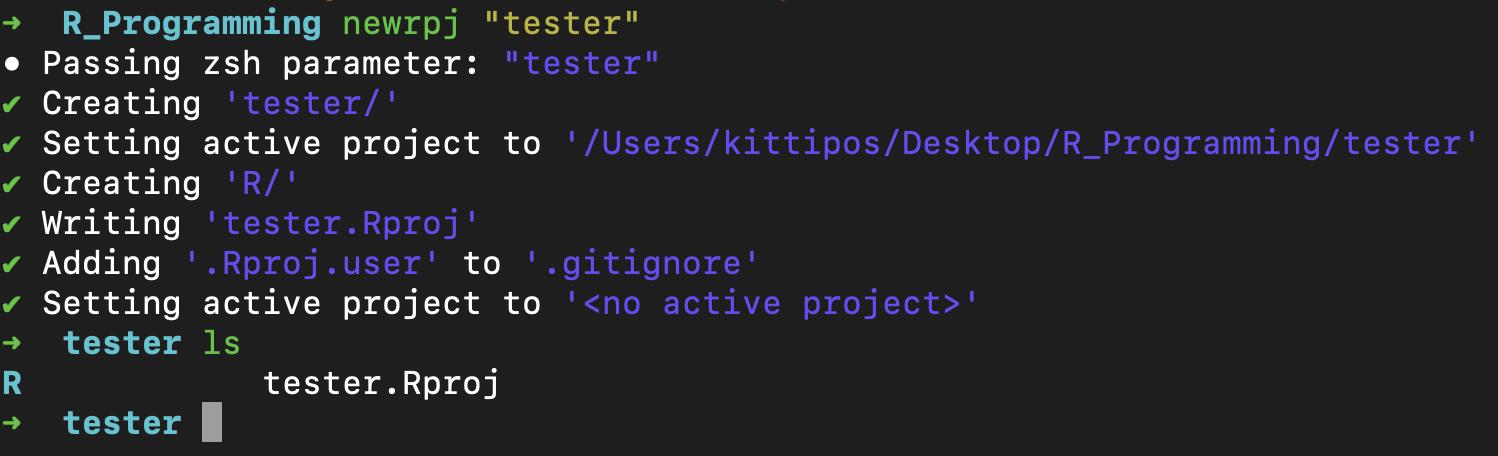 ➜  R_Programming newrpj "tester"
● Passing zsh parameter: "tester"
✔ Creating 'tester/'
✔ Setting active project to '/Users/kittipos/Desktop/R_Programming/tester'
✔ Creating 'R/'
✔ Writing 'tester.Rproj'
✔ Adding '.Rproj.user' to '.gitignore'
✔ Setting active project to '<no active project>'
➜  tester ls
R            tester.Rproj
➜  tester